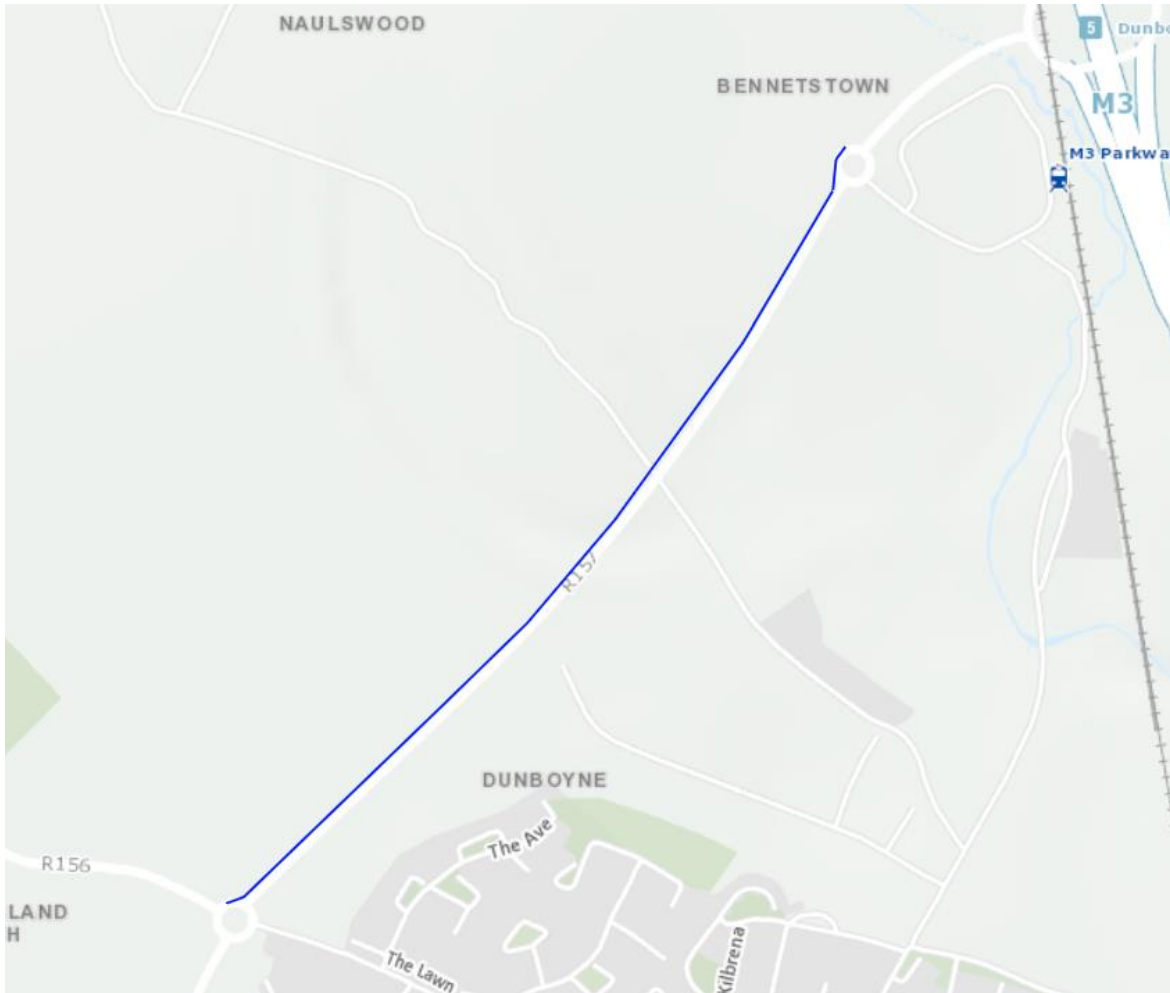 NAULSWOOD
5 Dunbo
BENNETSTOWN
M3
M3 Parkwa
R157
DUNBOYNE
The Ave
R156
LAND
H
The Lawn
Kilbrena